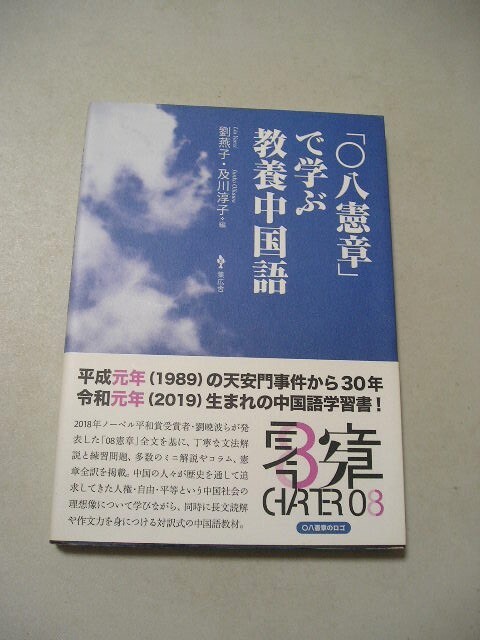 「〇八憲章」
で学ぶ
教養中国語
劉燕子・及川淳子・編
集広舎
平成元年（1989）の天安門事件から30年
令和元年（2019）生まれの中国語学習書！
2018年ノーベル平和賞受賞者・劉暁波らが発
表した「08憲章」全文を基に、丁寧な文法解
説と練習問題、多数のミニ解説やコラム、憲
章全訳を掲載。中国の人々が歴史を通して追
求してきた人権・自由・平等という中国社会の
理想像について学びながら、同時に長文読解
や作文力を身につける対訳式の中国語教材。
零8章
CHARTER 08
〇八憲章のロゴ